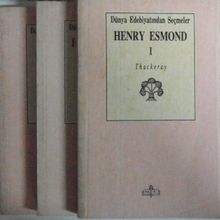 Dünya Edebiyatından Seçmeler
HENRY ESMOND
I
Thackeray